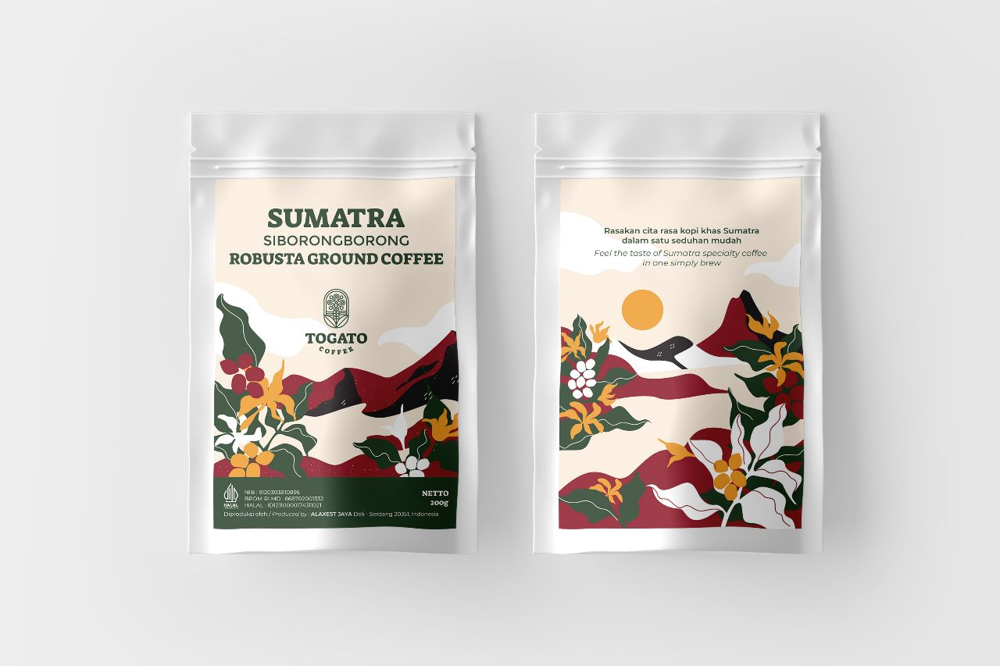 SUMATRA
SIBORONGBORONG
ROBUSTA GROUND COFFEE
TOGATO
COFFEE
HALAL
NIB : 9120303810895
BPOM RI MD : 668702001332
HALAL : ID12110000174311021
Diproduksi oleh / Produced by : ALAXEST JAYA Deli - Serdang 20351, Indonesia
NETTO
200g
Rasakan cita rasa kopi khas Sumatra
dalam satu seduhan mudah
Feel the taste of Sumatra specialty coffee
in one simply brew